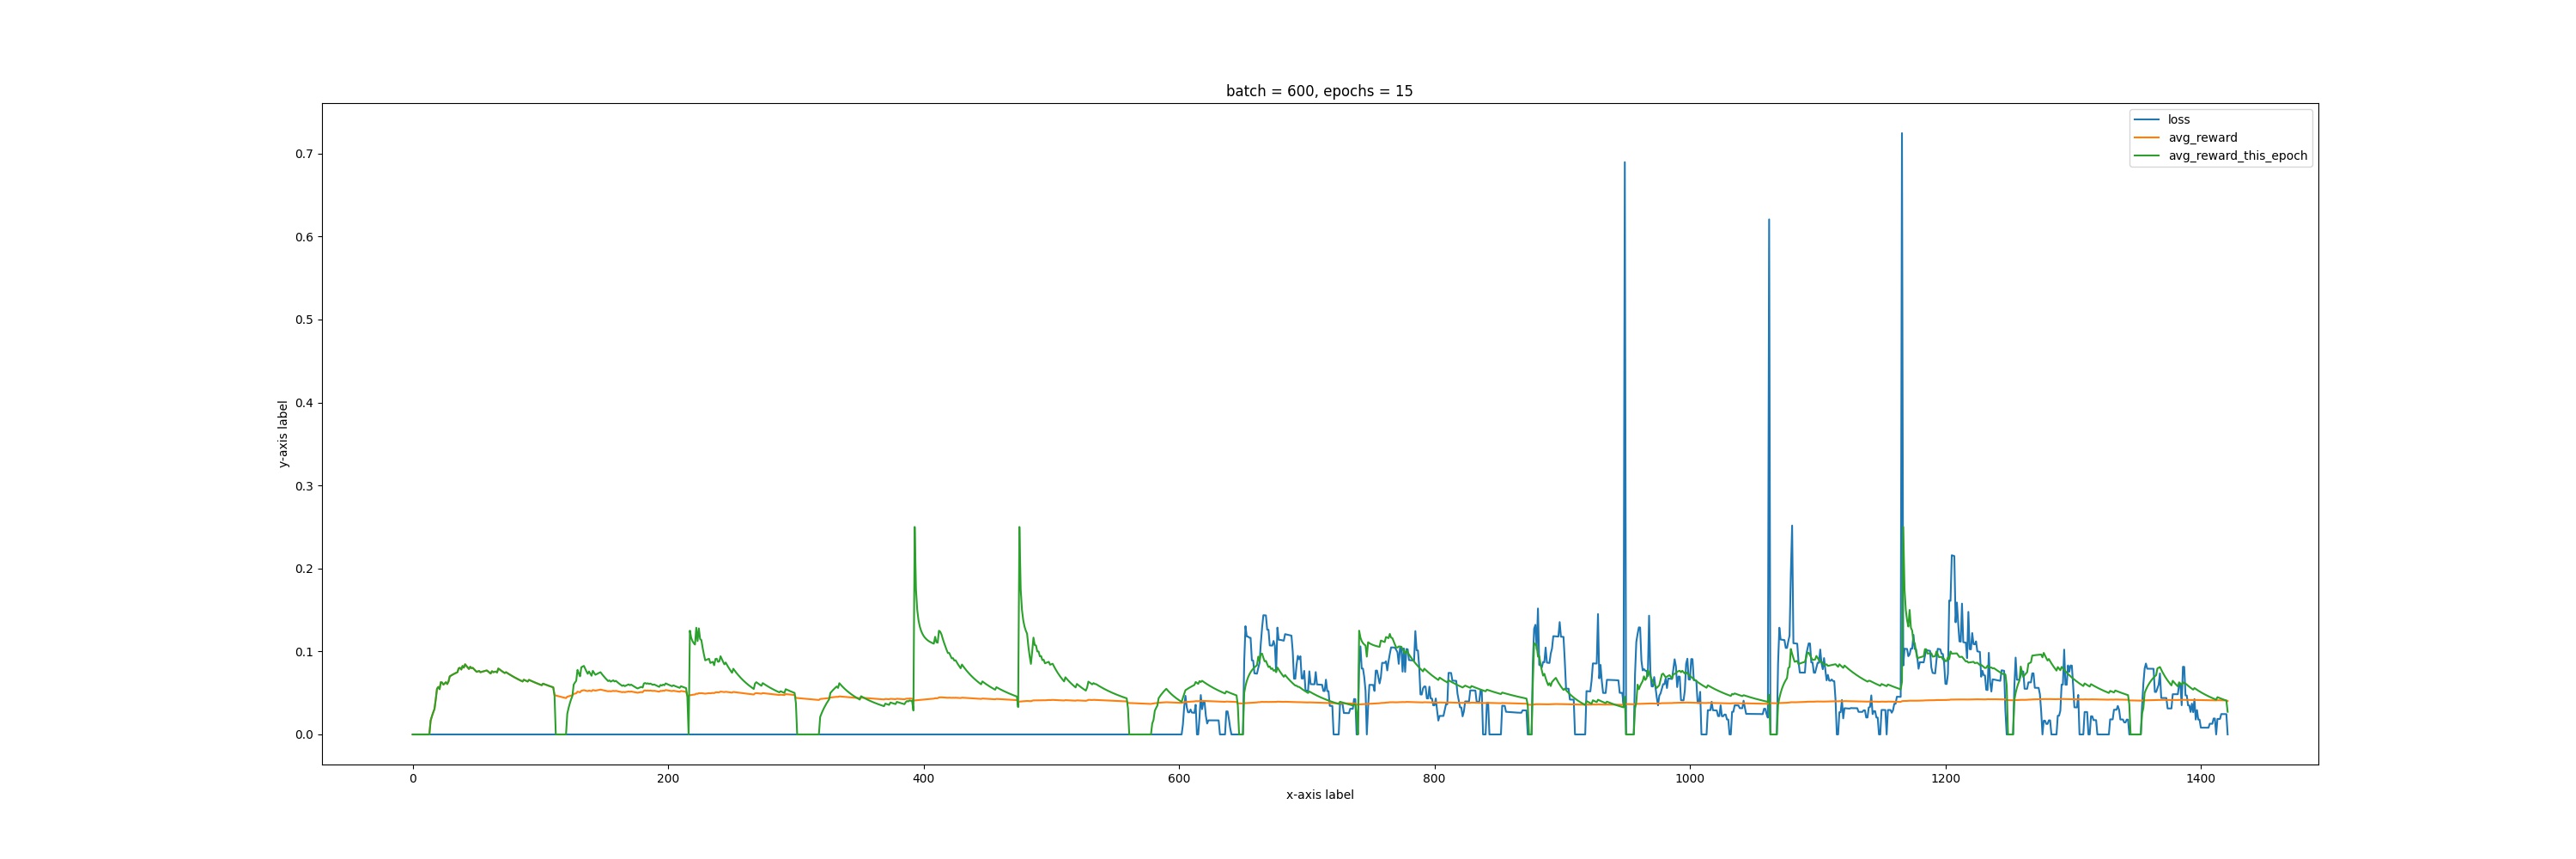 batch = 600, epochs = 15
loss
avg_reward
avg_reward_this_epoch
y-axis label
0.7
0.6
0.5
0.4
0.3
0.2
0.1
0.0
0 200 400 600 800 1000 1200 1400
x-axis label